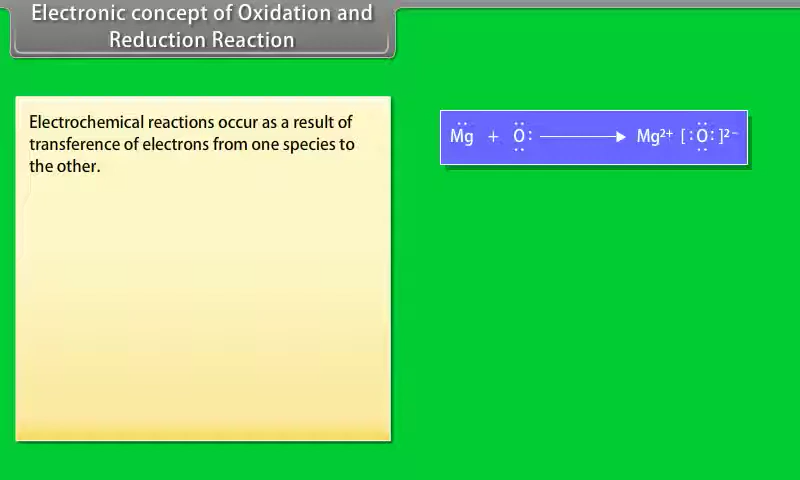 Electronic concept of Oxidation and
Reduction Reaction
Electrochemical reactions occur as a result of
transference of electrons from one species to
the other.
M̈g + Ö: ⟶ Mg²⁺ [:Ö:]²⁻